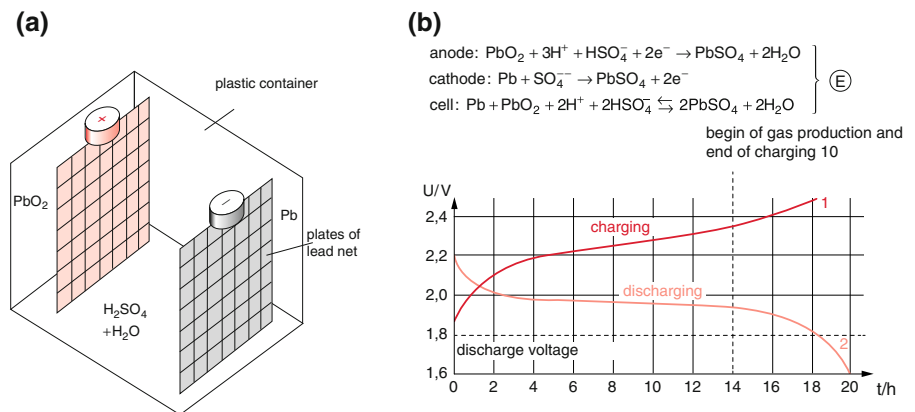 (a)
plastic container
+
PbO₂
−
Pb
plates of
lead net
H₂SO₄
+H₂O
(b)
anode: PbO₂ + 3H⁺ + HSO₄⁻ + 2e⁻ → PbSO₄ + 2H₂O
cathode: Pb + SO₄⁻⁻ → PbSO₄ + 2e⁻
cell: Pb + PbO₂ + 2H⁺ + 2HSO₄⁻ ⇆ 2PbSO₄ + 2H₂O
E
begin of gas production and
end of charging 10
U/V
2,4
2,2
2,0
1,8
1,6
charging
1
discharging
discharge voltage
2
0 2 4 6 8 10 12 14 16 18 20 t/h